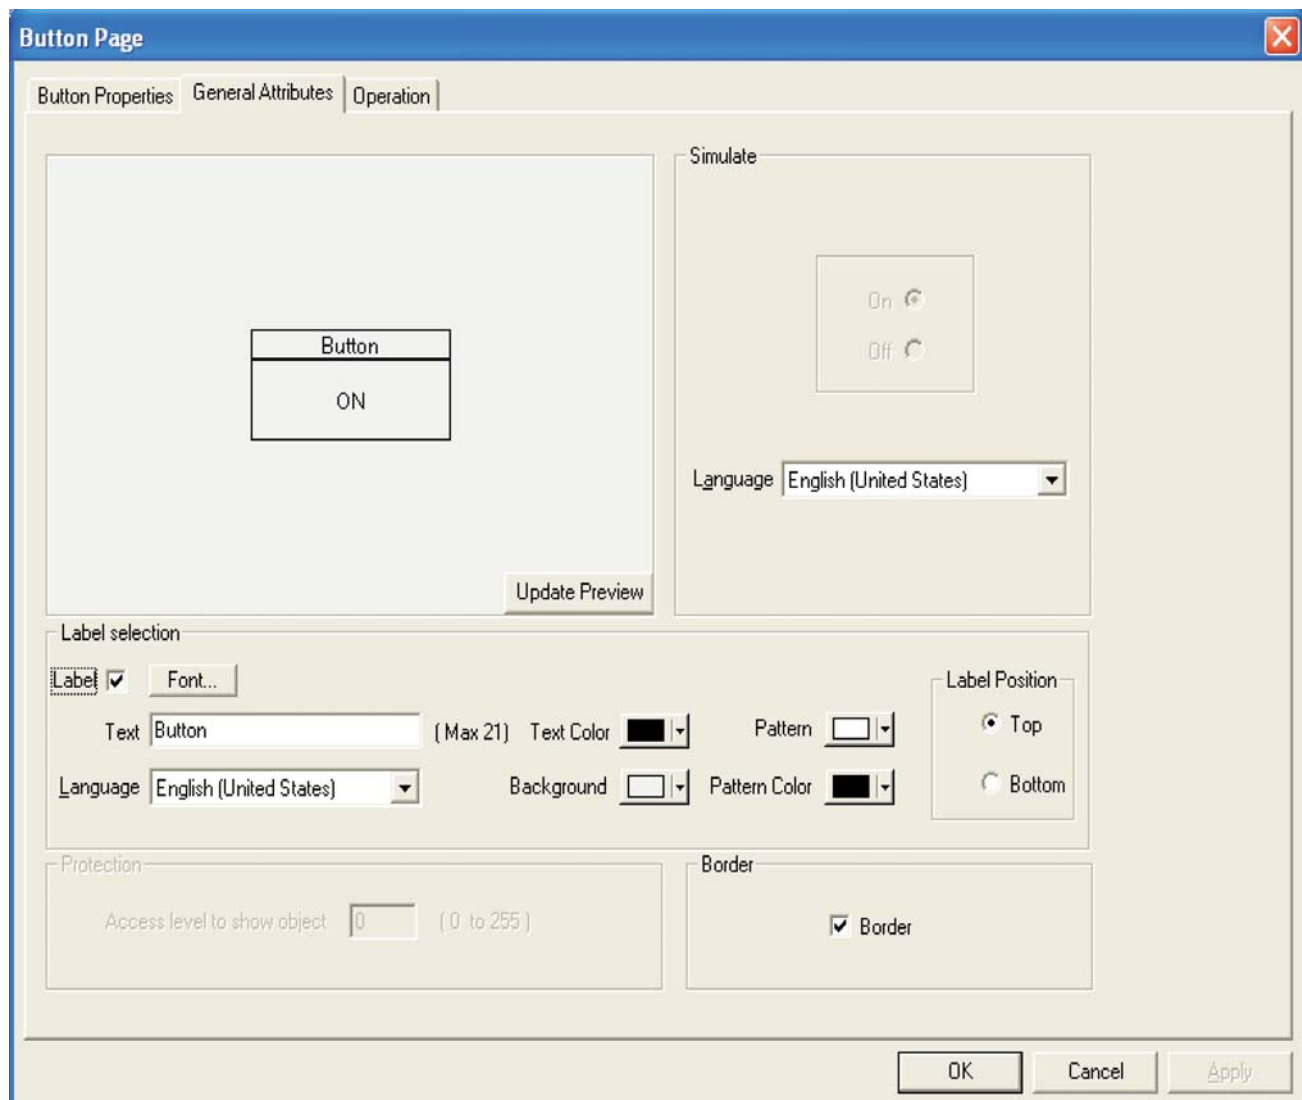 Button Page
Button Properties General Attributes Operation
Simulate
On
Off
Button
ON
Language English (United States)
Update Preview
Label selection
Label Font...
Label Position
Text Button (Max 21) Text Color Pattern Top
Language English (United States) Background Pattern Color Bottom
Protection
Border
Access level to show object 0 ( 0 to 255 )
Border
OK Cancel Apply